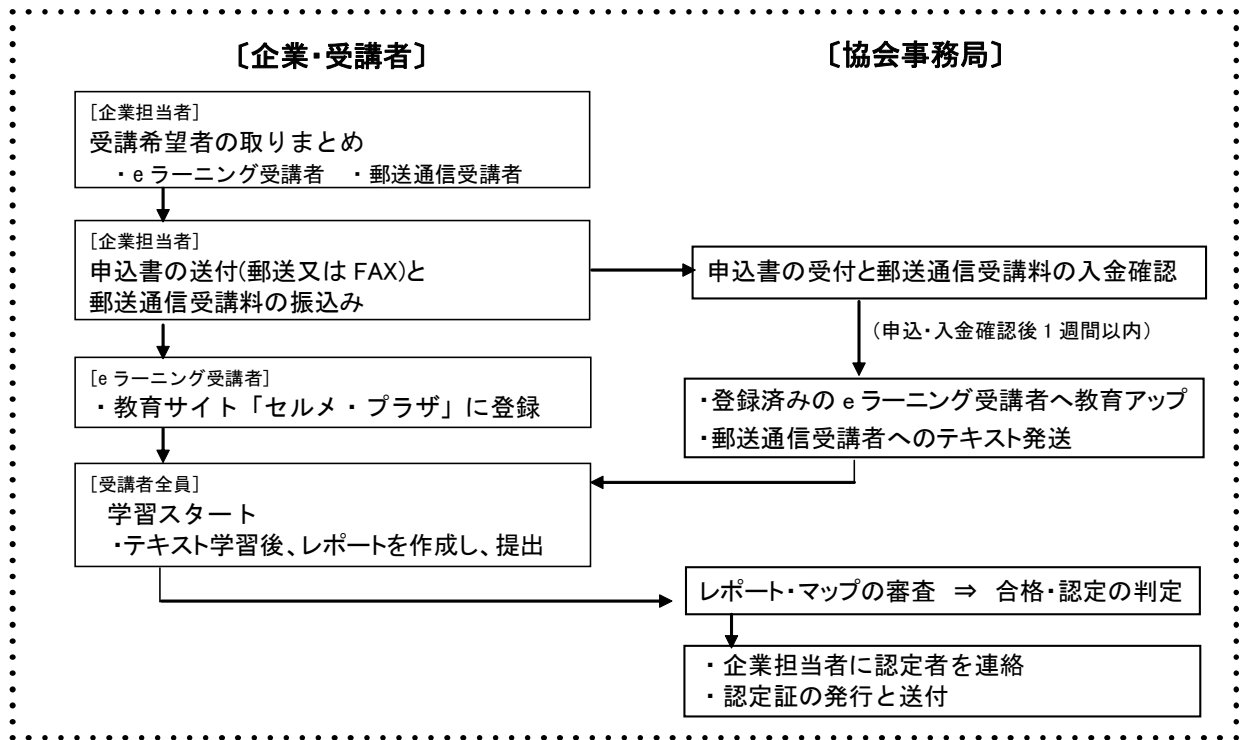 〔企業・受講者〕
〔協会事務局〕
[企業担当者]
受講希望者の取りまとめ
・e ラーニング受講者 ・郵送通信受講者
[企業担当者]
申込書の送付(郵送又は FAX)と
郵送通信受講料の振込み
申込書の受付と郵送通信受講料の入金確認
(申込・入金確認後 1 週間以内)
[e ラーニング受講者]
・教育サイト「セルメ・プラザ」に登録
・登録済みの e ラーニング受講者へ教育アップ
・郵送通信受講者へのテキスト発送
[受講者全員]
学習スタート
・テキスト学習後、レポートを作成し、提出
レポート・マップの審査 ⇒ 合格・認定の判定
・企業担当者に認定者を連絡
・認定証の発行と送付